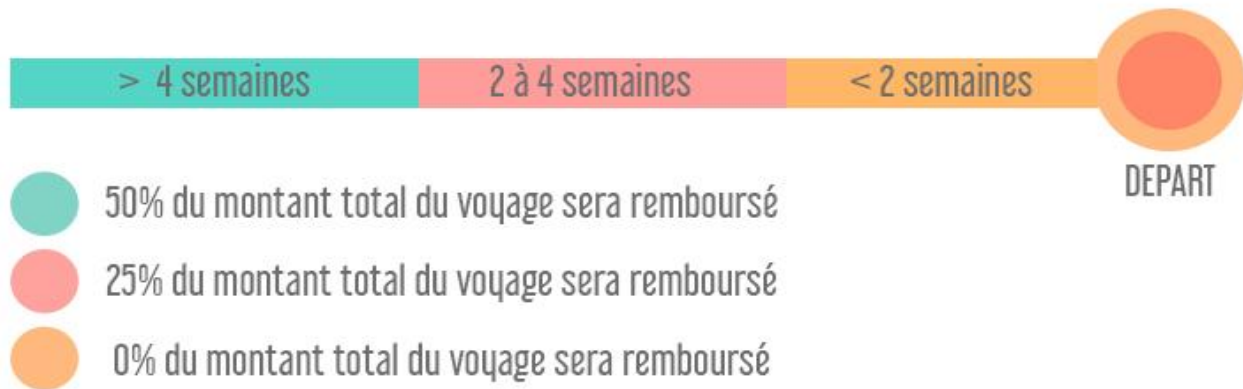 > 4 semaines 2 à 4 semaines < 2 semaines
DEPART
50% du montant total du voyage sera remboursé
25% du montant total du voyage sera remboursé
0% du montant total du voyage sera remboursé